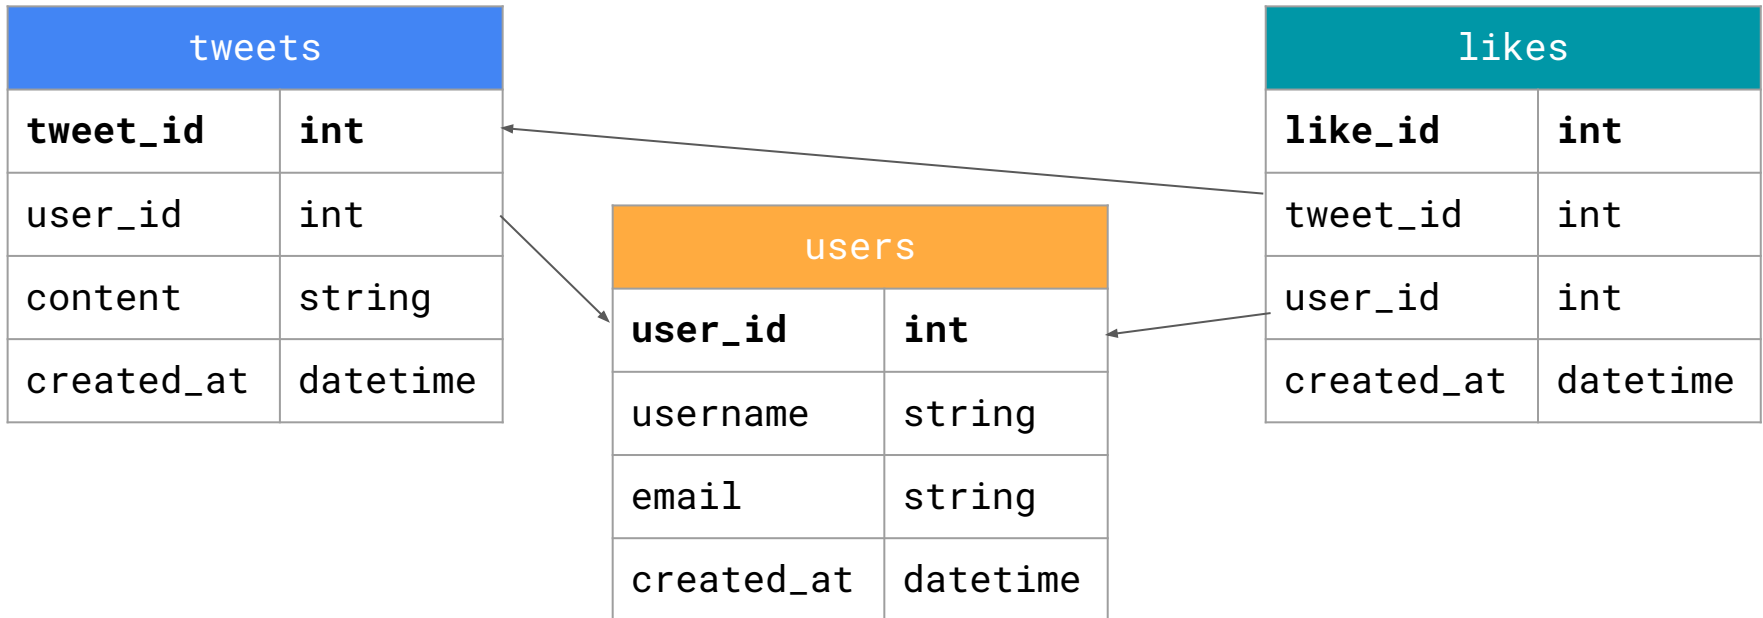 tweets
tweet_id int
user_id int
content string
created_at datetime
users
user_id int
username string
email string
created_at datetime
likes
like_id int
tweet_id int
user_id int
created_at datetime